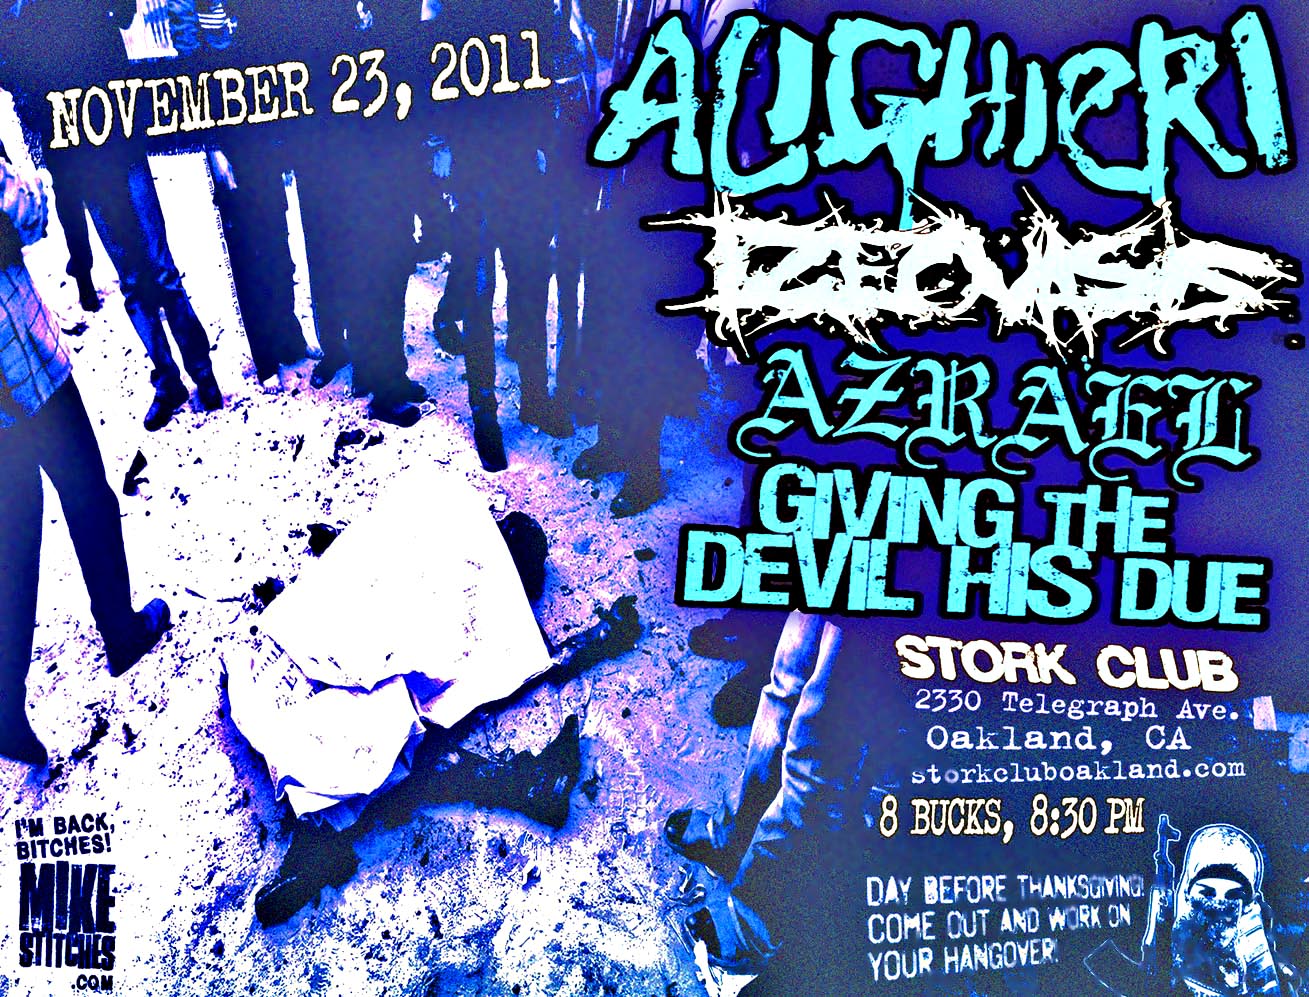 NOVEMBER 23, 2011
ALIGHIERI
AZRAEL
GIVING THE
DEVIL HIS DUE
STORK CLUB
2330 Telegraph Ave.
Oakland, CA
storkcluboakland.com
8 BUCKS, 8:30 PM
DAY BEFORE THANKSGIVING!
COME OUT AND WORK ON
YOUR HANGOVER!
I'M BACK,
BITCHES!
MIKE
STITCHES
.COM